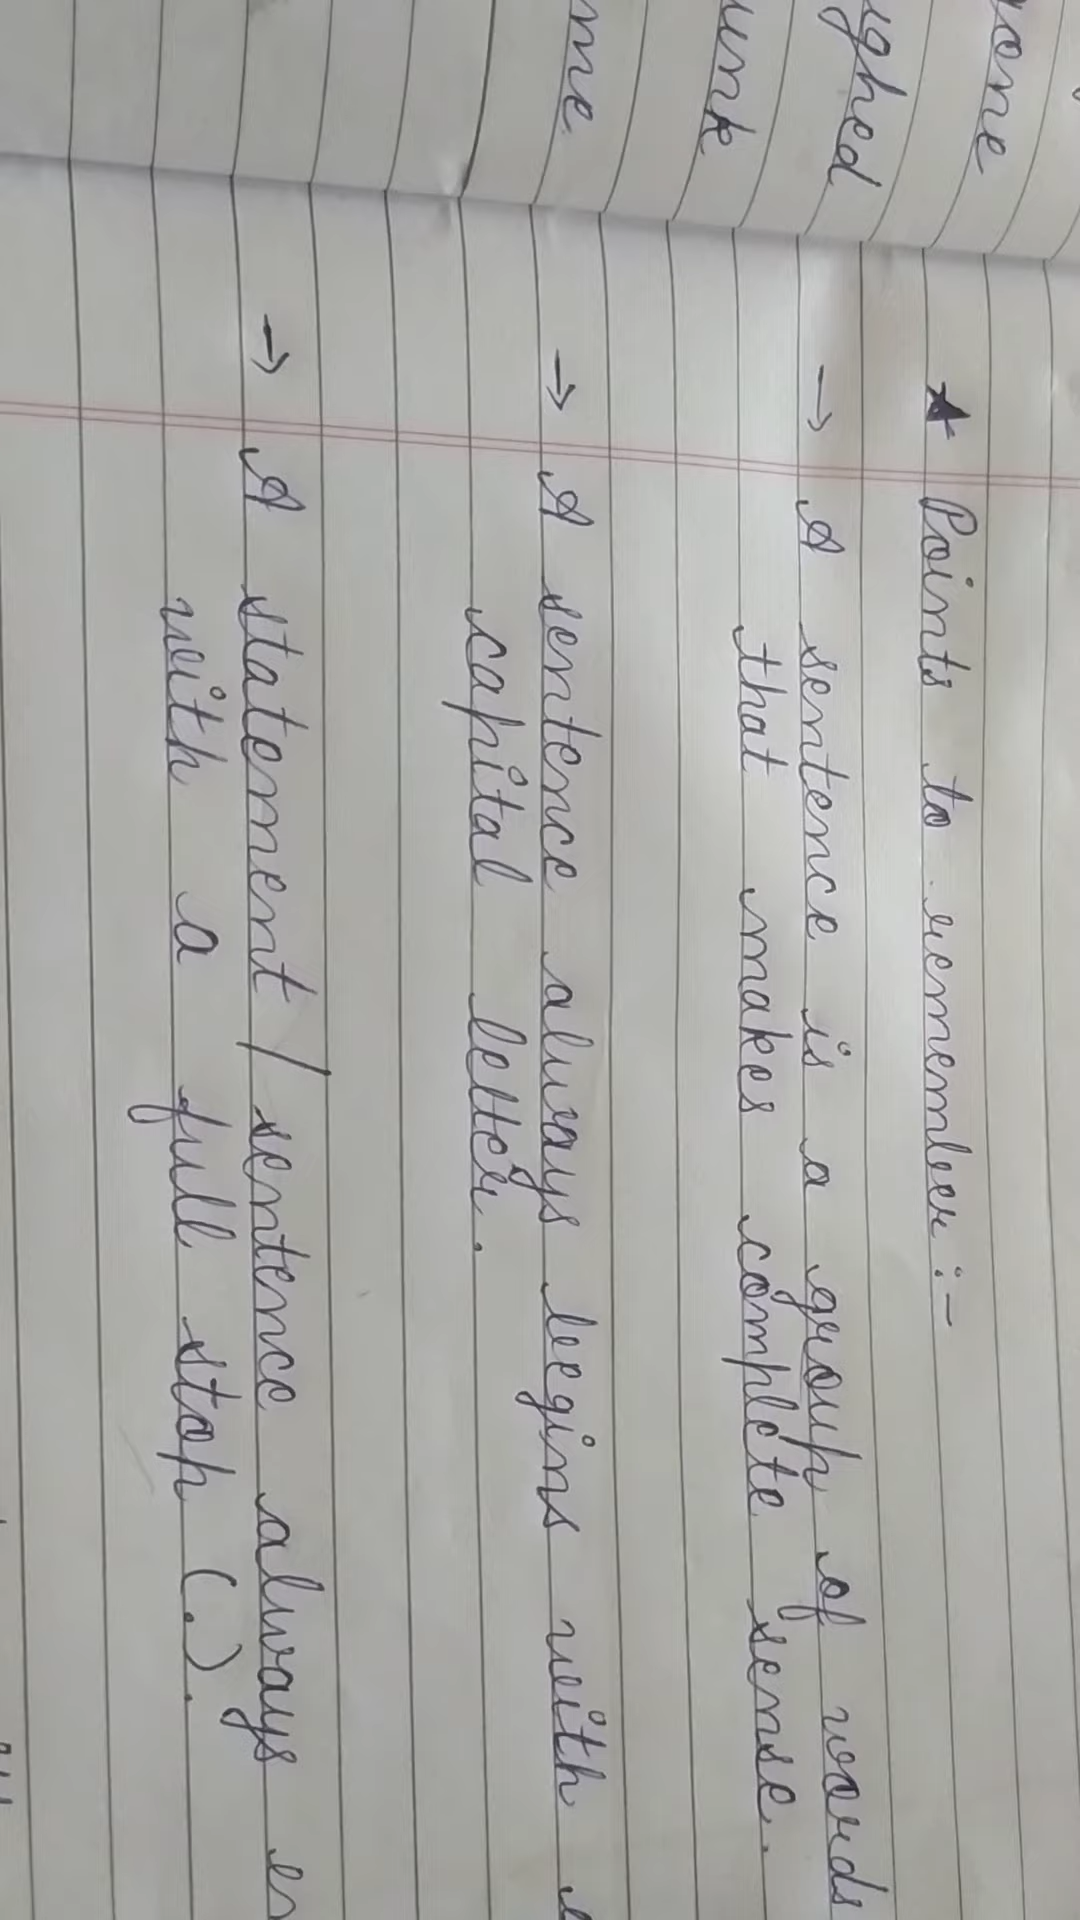 ★ Points to remember :-
→ A sentence is a group of words
that makes complete sense.
→ A sentence always begins with
capital letter.
→ A statement / sentence always
with a full stop (.).